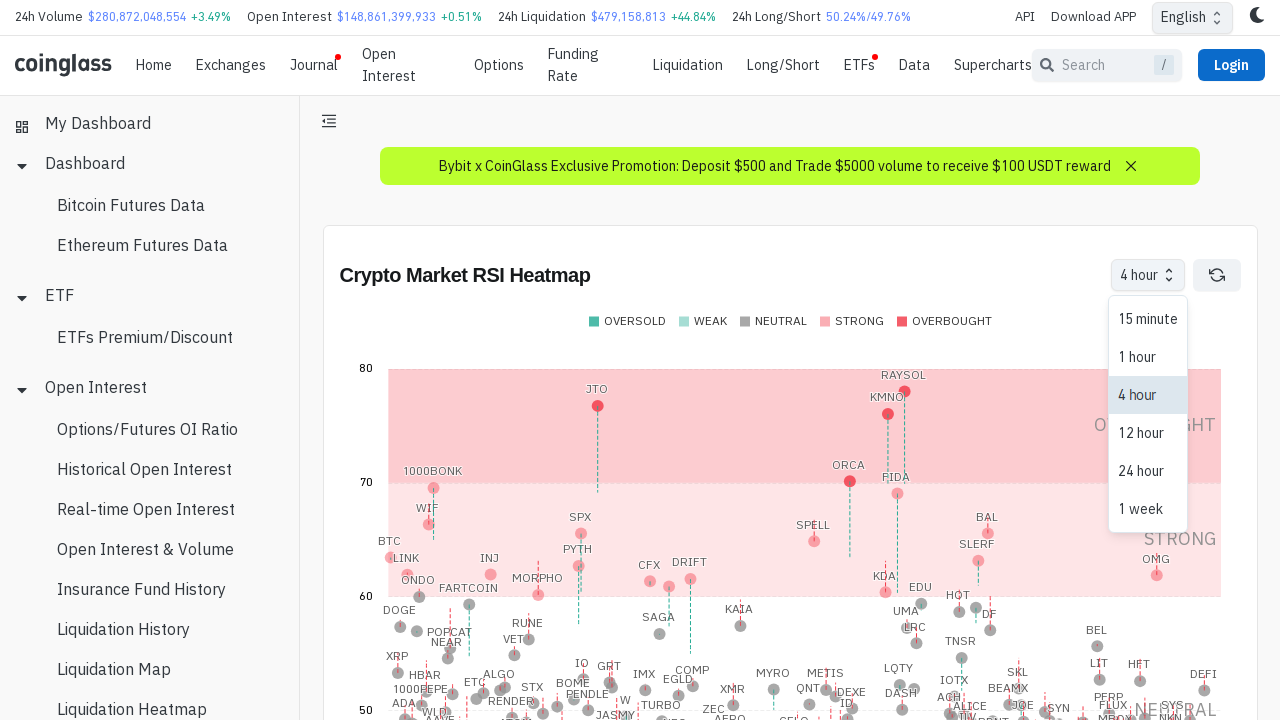 24h Volume $280,872,048,554 +3.49% Open Interest $148,861,399,933 +0.51% 24h Liquidation $479,158,813 +44.84% 24h Long/Short 50.24%/49.76% API Download APP English
coinglass Home Exchanges Journal Open Interest Options Funding Rate Liquidation Long/Short ETFs Data Supercharts Search / Login
My Dashboard
Dashboard
Bitcoin Futures Data
Ethereum Futures Data
ETF
ETFs Premium/Discount
Open Interest
Options/Futures OI Ratio
Historical Open Interest
Real-time Open Interest
Open Interest & Volume
Insurance Fund History
Liquidation History
Liquidation Map
Liquidation Heatmap
Bybit x CoinGlass Exclusive Promotion: Deposit $500 and Trade $5000 volume to receive $100 USDT reward
Crypto Market RSI Heatmap
4 hour
15 minute
1 hour
4 hour
12 hour
24 hour
1 week
OVERSOLD WEAK NEUTRAL STRONG OVERBOUGHT
80
RAYSOL
JTO
KMNO
ORCA
1000BONK
FIDA
70
WIF
SPX
SPELL
BAL
BTC
PYTH
SLERF
STRONG
LINK
INJ
CFX
DRIFT
OMG
ONDO
MORPHO
KDA
FARTCOIN
EDU
HOT
60
DOGE
KAIA
UMA
DF
SAGA
RUNE
LRC
BEL
POPCAT
NEAR
VET
TNSR
XRP
IO
GRT
LIT
HFT
HBAR
ALGO
IMX
COMP
MYRO
METIS
LQTY
SKL
DEFI
ETC
EGLD
IOTX
1000PEPE
STX
BOME
PENDLE
XMR
QNT
DEXE
DASH
BEAMX
ADA
RENDER
W
TURBO
ID
PERP
50
ZEC
ALICE
JOE
SYN
FLUX
SYS
NEUTRAL
JASMY